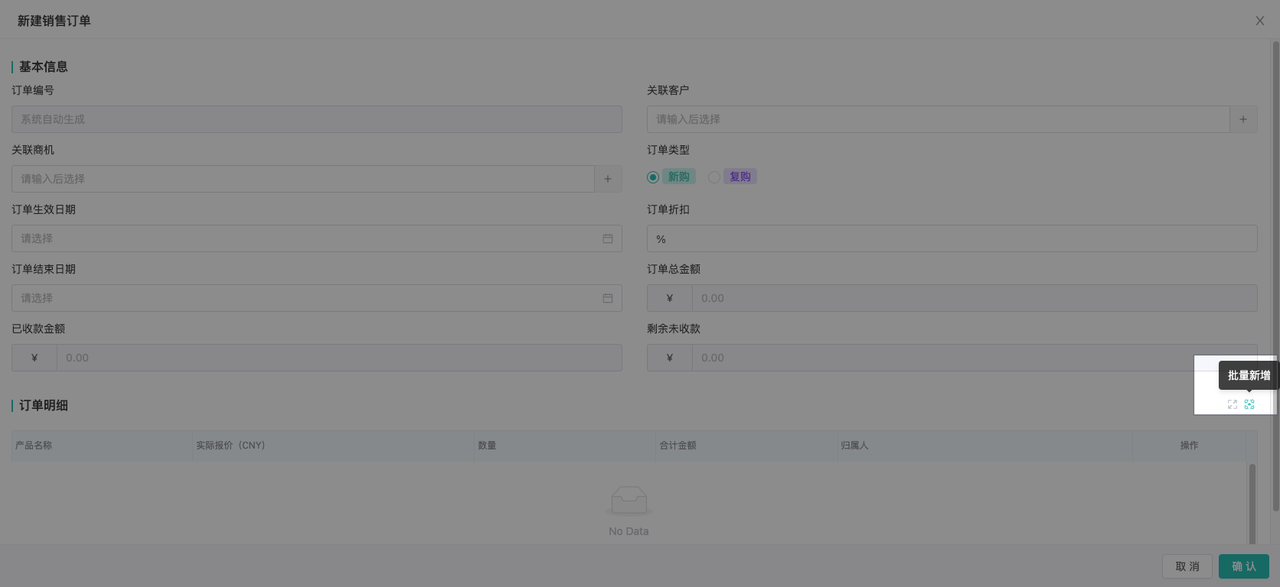 新建销售订单
基本信息
订单编号
关联客户
系统自动生成
请输入后选择
+
关联商机
订单类型
请输入后选择
+
新购
复购
订单生效日期
订单折扣
请选择
%
订单结束日期
订单总金额
请选择
¥
0.00
已收款金额
剩余未收款
¥
0.00
¥
0.00
批量新增
订单明细
产品名称
实际报价（CNY）
数量
合计金额
归属人
操作
No Data
取 消
确 认